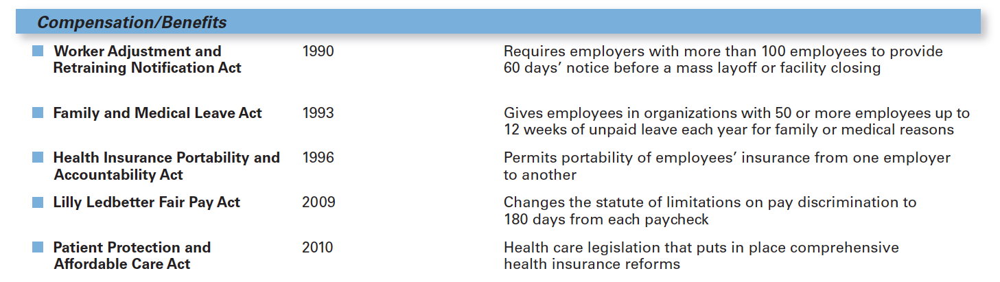 Compensation/Benefits
Worker Adjustment and 1990 Requires employers with more than 100 employees to provide
Retraining Notification Act 60 days’ notice before a mass layoff or facility closing
Family and Medical Leave Act 1993 Gives employees in organizations with 50 or more employees up to
12 weeks of unpaid leave each year for family or medical reasons
Health Insurance Portability and 1996 Permits portability of employees’ insurance from one employer
Accountability Act to another
Lilly Ledbetter Fair Pay Act 2009 Changes the statute of limitations on pay discrimination to
180 days from each paycheck
Patient Protection and 2010 Health care legislation that puts in place comprehensive
Affordable Care Act health insurance reforms